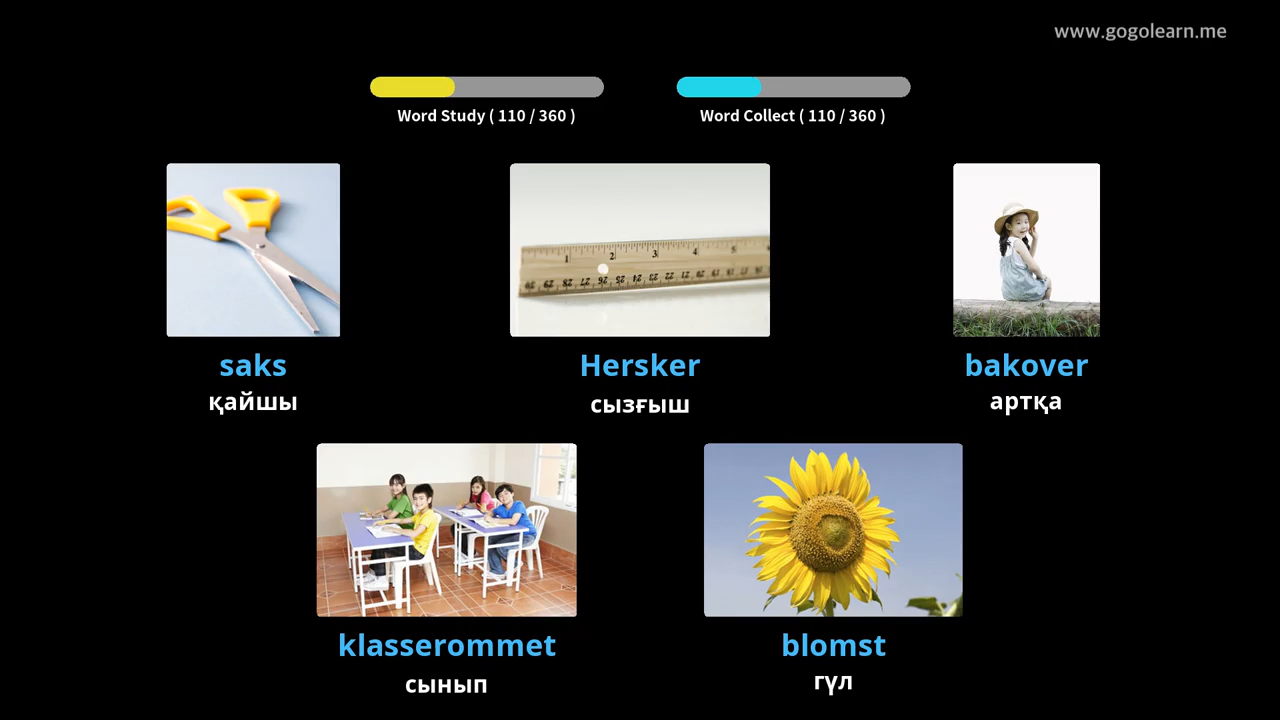 www.gogolearn.me
Word Study ( 110 / 360 )
Word Collect ( 110 / 360 )
saks
қайшы
Hersker
сызғыш
bakover
артқа
klasserommet
сынып
blomst
гүл